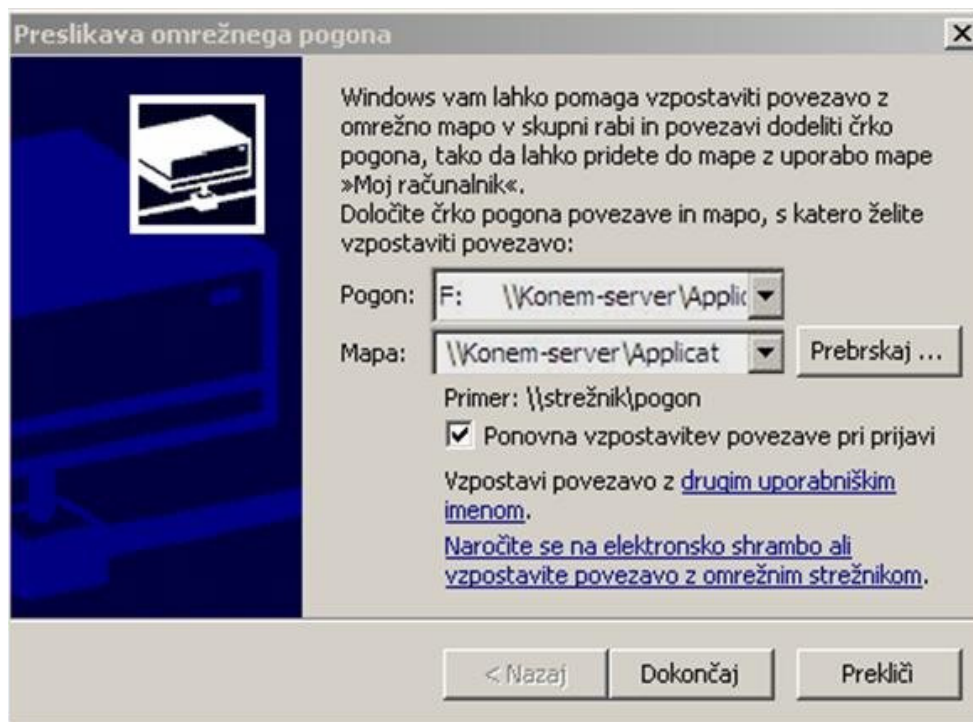 Preslikava omrežnega pogona
Windows vam lahko pomaga vzpostaviti povezavo z
omrežno mapo v skupni rabi in povezavi dodeliti črko
pogona, tako da lahko pridete do mape z uporabo mape
»Moj računalnik«.
Določite črko pogona povezave in mapo, s katero želite
vzpostaviti povezavo:
Pogon: F: \\Konem-server\Applic
Mapa: \\Konem-server\Applicat Prebrskaj ...
Primer: \\strežnik\pogon
Ponovna vzpostavitev povezave pri prijavi
Vzpostavi povezavo z drugim uporabniškim
imenom.
Naročite se na elektronsko shrambo ali
vzpostavite povezavo z omrežnim strežnikom.
< Nazaj Dokončaj Prekliči